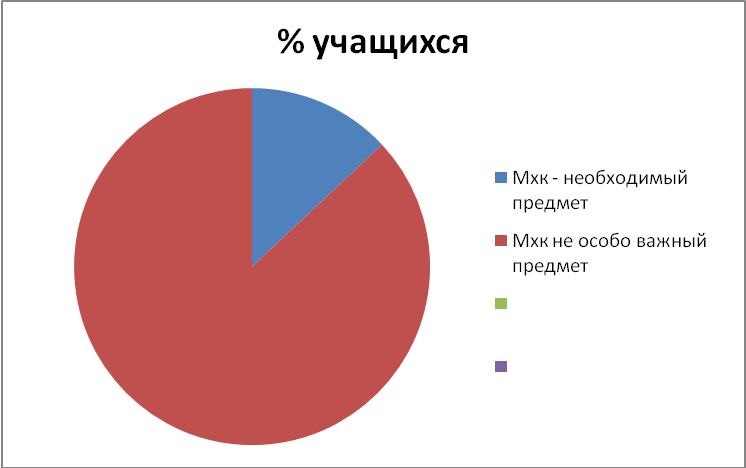 % учащихся
Мхк - необходимый
предмет
Мхк не особо важный
предмет